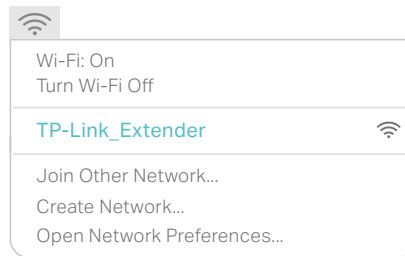 Wi-Fi: On
Turn Wi-Fi Off
TP-Link_Extender
Join Other Network...
Create Network...
Open Network Preferences...